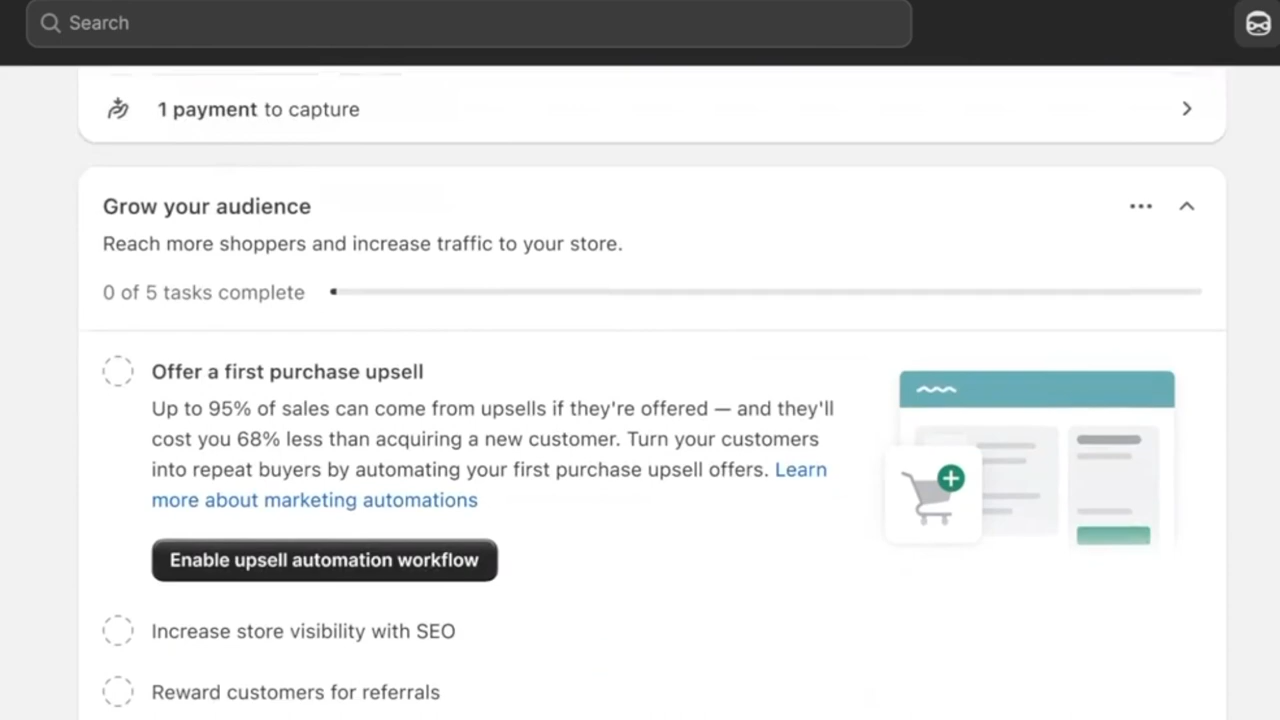 Search
1 payment to capture
Grow your audience
Reach more shoppers and increase traffic to your store.
0 of 5 tasks complete
Offer a first purchase upsell
Up to 95% of sales can come from upsells if they're offered — and they'll
cost you 68% less than acquiring a new customer. Turn your customers
into repeat buyers by automating your first purchase upsell offers. Learn
more about marketing automations
Enable upsell automation workflow
Increase store visibility with SEO
Reward customers for referrals